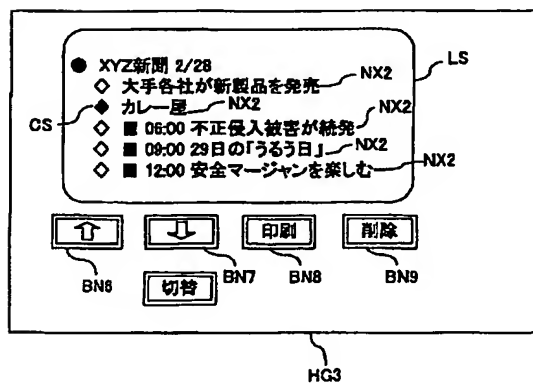 ● XYZ新聞 2/28
◇ 大手各社が新製品を発売 NX2 LS
CS ◆ カレー屋 NX2
◇ ■ 06:00 不正侵入被害が続発 NX2
◇ ■ 09:00 29日の「うるう日」 NX2
◇ ■ 12:00 安全マージャンを楽しむ NX2
⇧ ⇩ 印刷 削除
BN6 BN7 BN8 BN9
切替
HG3